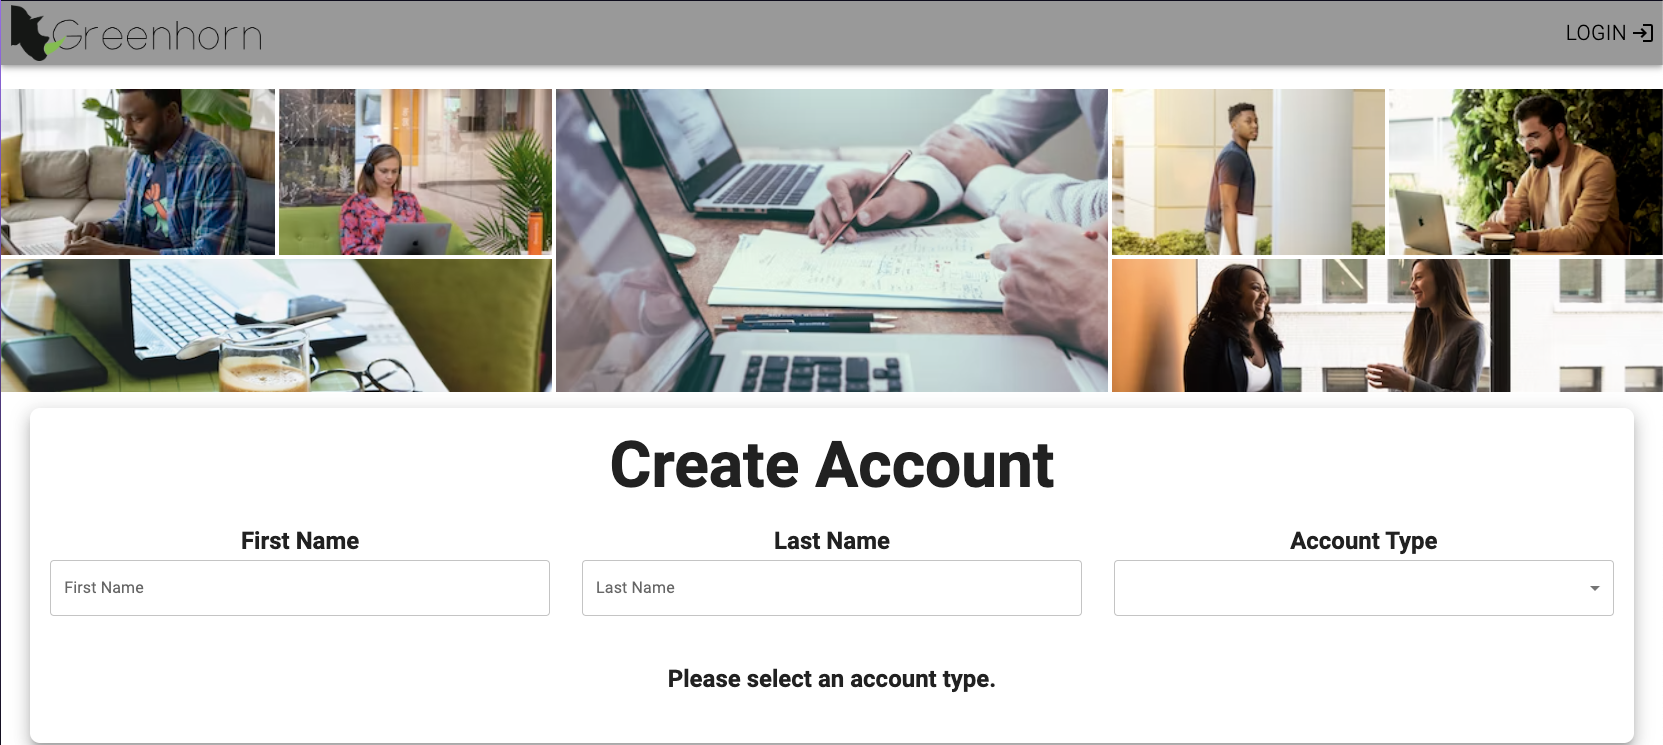 Greenhorn
LOGIN
Create Account
First Name
Last Name
Account Type
First Name
Last Name
Please select an account type.